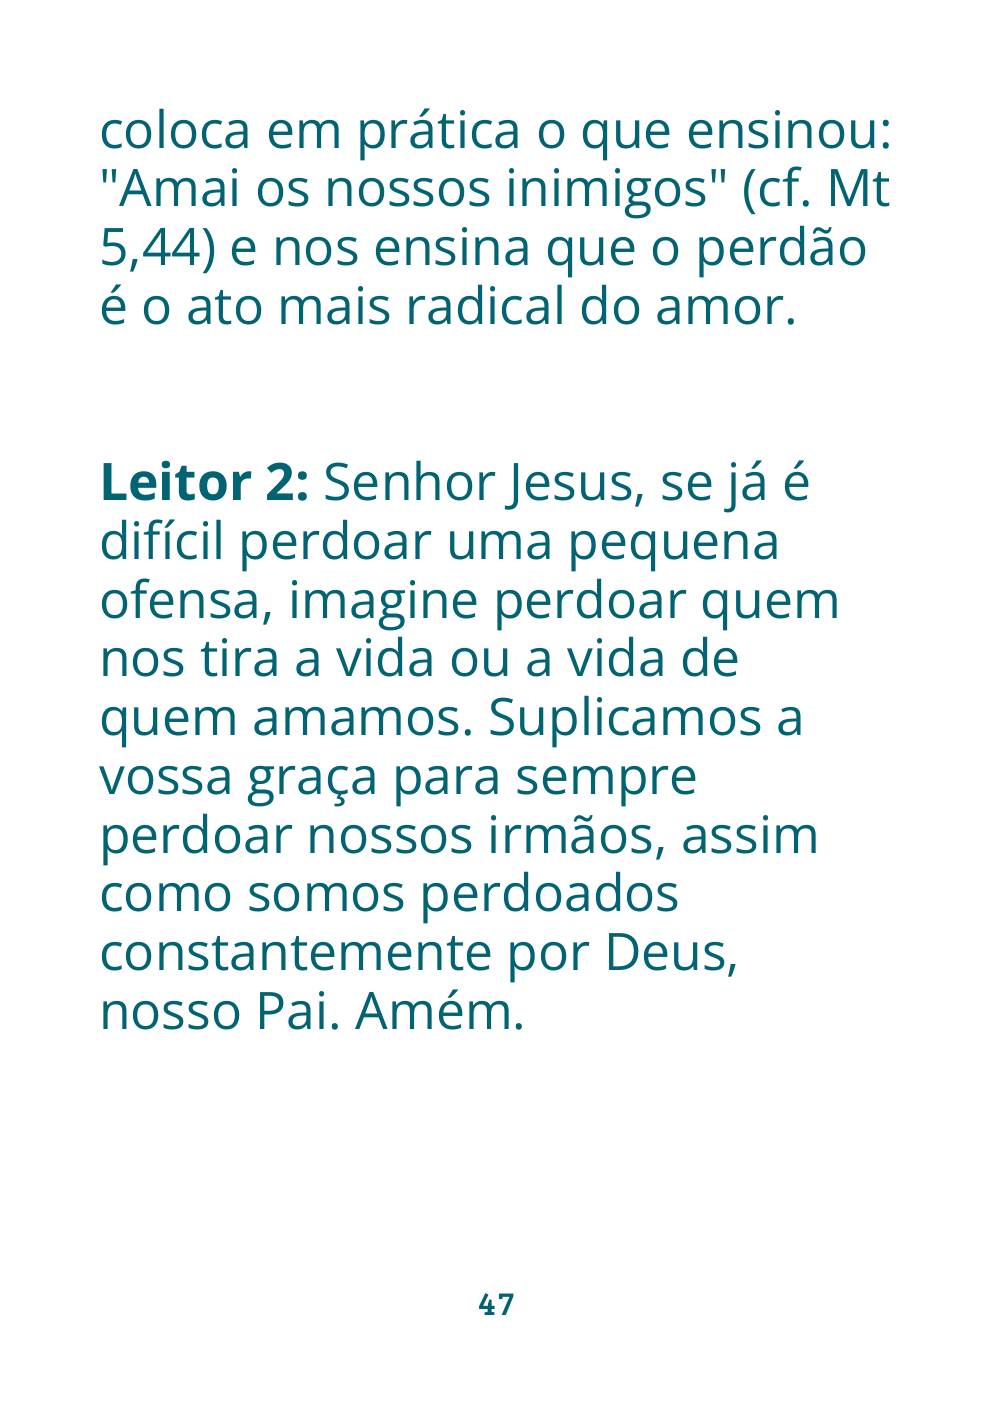 coloca em prática o que ensinou:
"Amai os nossos inimigos" (cf. Mt
5,44) e nos ensina que o perdão
é o ato mais radical do amor.
Leitor 2: Senhor Jesus, se já é
difícil perdoar uma pequena
ofensa, imagine perdoar quem
nos tira a vida ou a vida de
quem amamos. Suplicamos a
vossa graça para sempre
perdoar nossos irmãos, assim
como somos perdoados
constantemente por Deus,
nosso Pai. Amém.
47